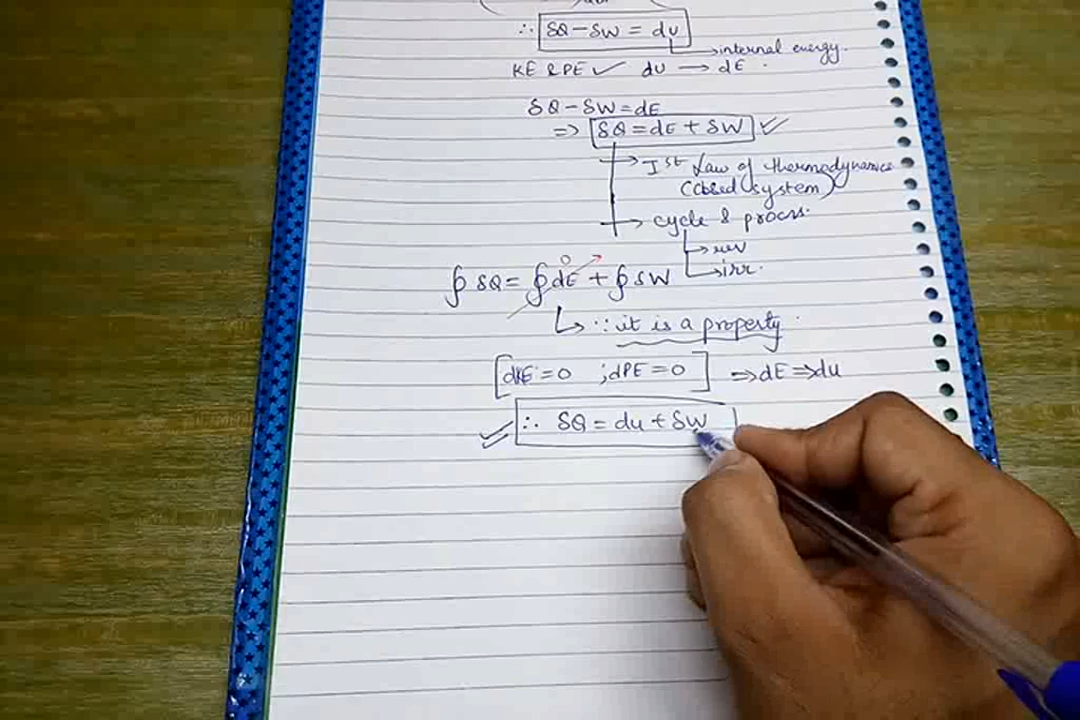 ∴ δQ - δW = du
→ internal energy.
KE & PE ✓ du → dE.
δQ - δW = dE
=> δQ = dE + δW ✓
→ Ist Law of thermodynamics
(closed system)
→ cycle & process.
→ rev
→ irr.
∮ δQ = ∮ dE + ∮ δW
0
↳ ∵ it is a property
[dKE = 0 ; dPE = 0] => dE => du
∴ δQ = du + δW